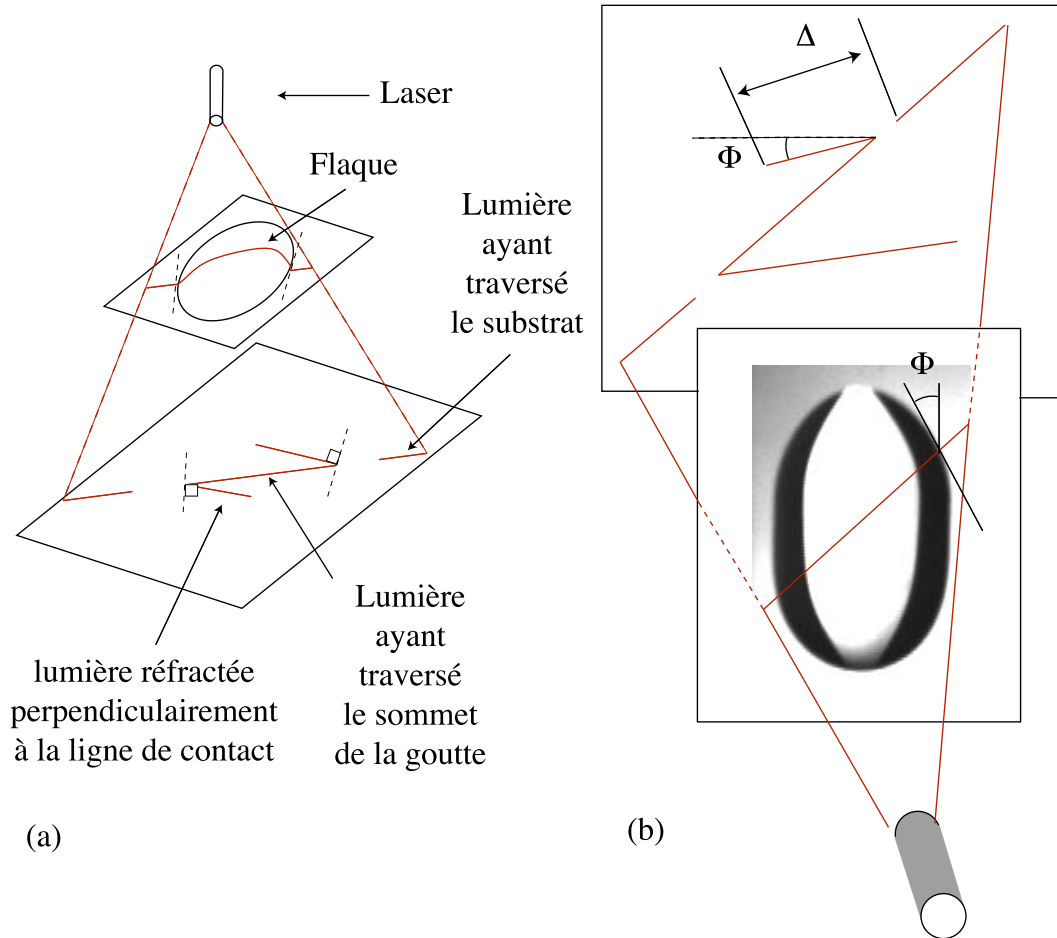 Laser
Flaque
Lumière
ayant
traversé
le substrat
Lumière
ayant
traversé
le sommet
de la goutte
lumière réfractée
perpendiculairement
à la ligne de contact
(a)
Δ
Φ
Φ
(b)